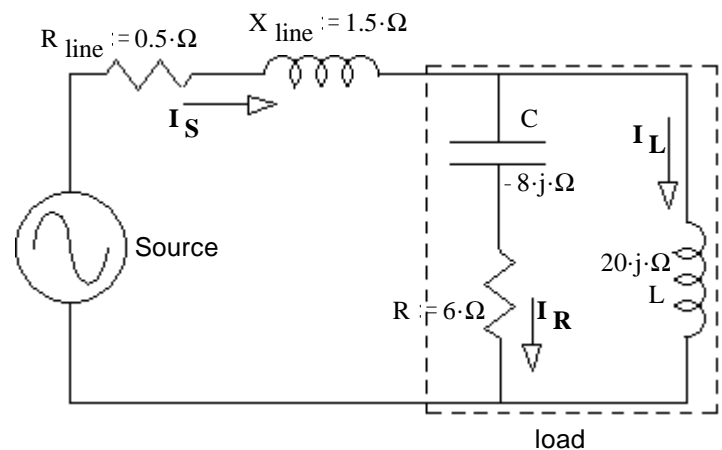 R line := 0.5·Ω
X line := 1.5·Ω
I S
C
I L
- 8·j·Ω
Source
20·j·Ω
L
R := 6·Ω
I R
load